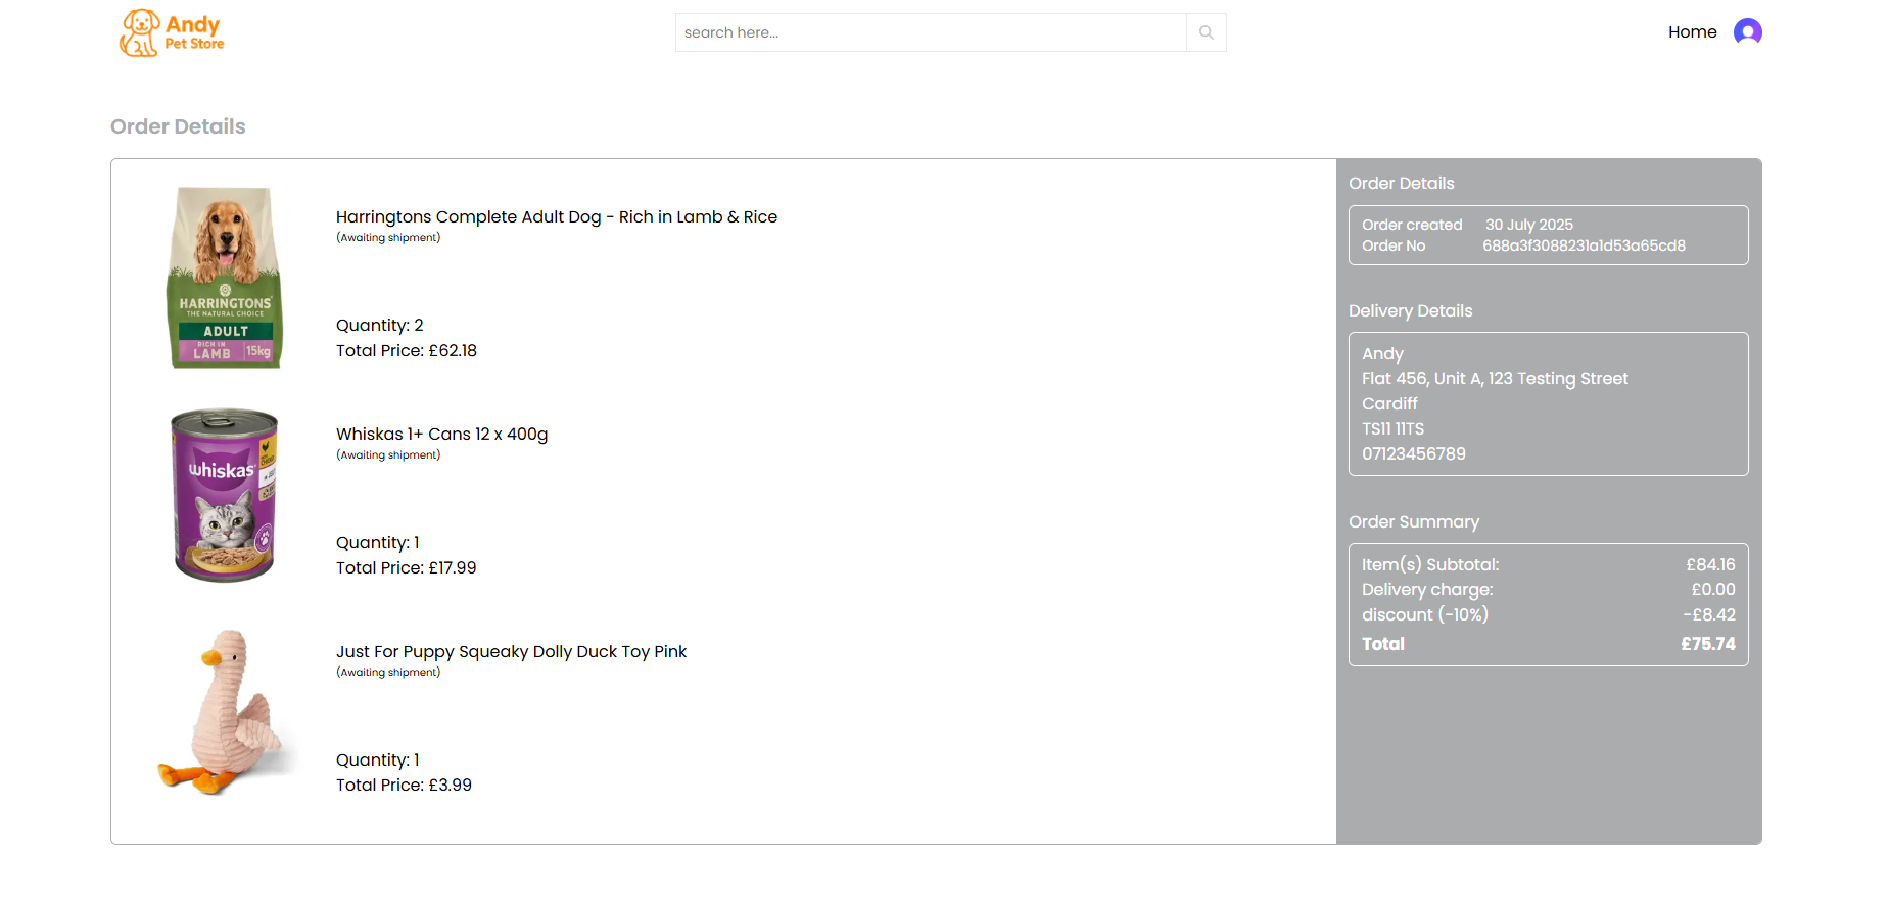 Andy
Pet Store
search here...
Home
Order Details
HARRINGTONS
THE NATURAL CHOICE
ADULT
RICH IN
LAMB 15kg
Harringtons Complete Adult Dog - Rich in Lamb & Rice
(Awaiting shipment)
Quantity: 2
Total Price: £62.18
whiskas
Whiskas 1+ Cans 12 x 400g
(Awaiting shipment)
Quantity: 1
Total Price: £17.99
Just For Puppy Squeaky Dolly Duck Toy Pink
(Awaiting shipment)
Quantity: 1
Total Price: £3.99
Order Details
Order created 30 July 2025
Order No 688a3f3088231a1d53a65cd8
Delivery Details
Andy
Flat 456, Unit A, 123 Testing Street
Cardiff
TS11 11TS
07123456789
Order Summary
Item(s) Subtotal: £84.16
Delivery charge: £0.00
discount (-10%) -£8.42
Total £75.74